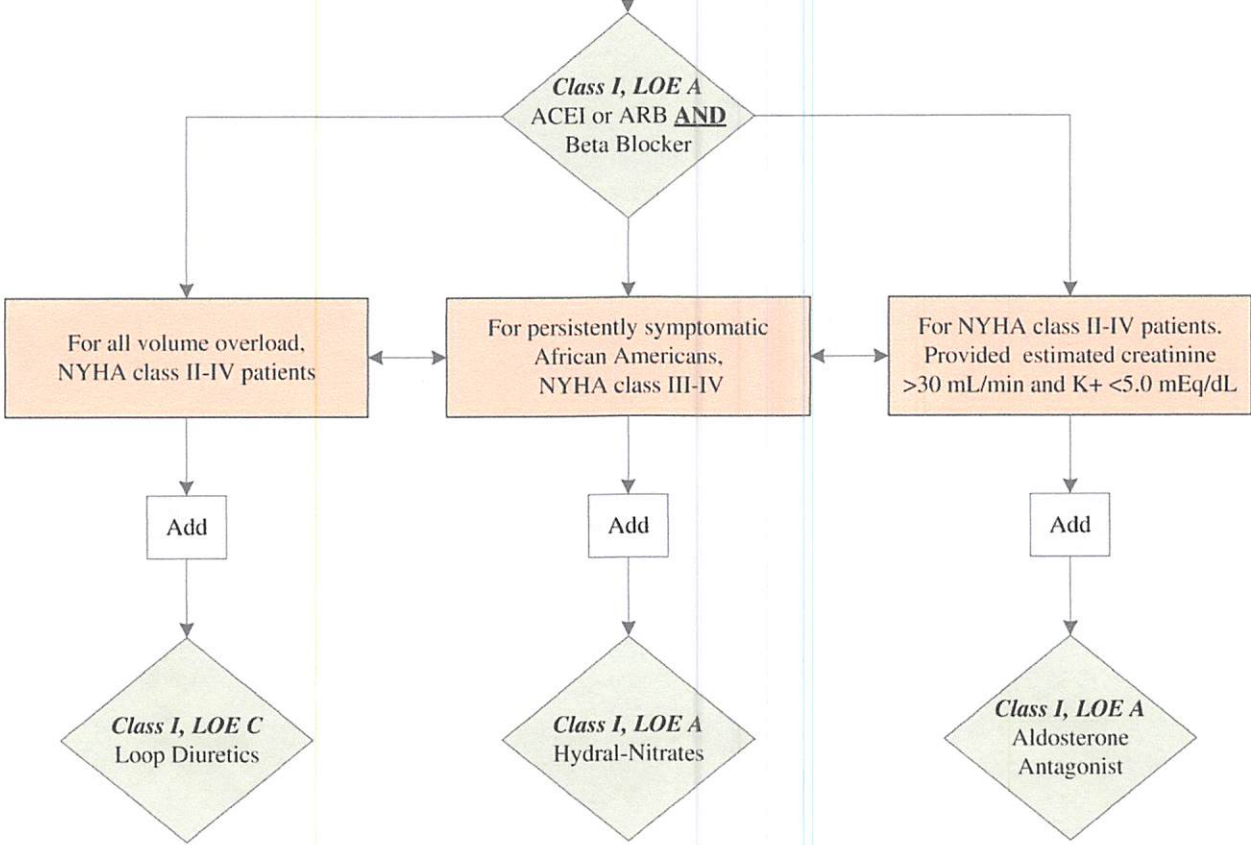 Class I, LOE A
ACEI or ARB AND
Beta Blocker
For all volume overload,
NYHA class II-IV patients
For persistently symptomatic
African Americans,
NYHA class III-IV
For NYHA class II-IV patients.
Provided estimated creatinine
>30 mL/min and K+ <5.0 mEq/dL
Add
Add
Add
Class I, LOE C
Loop Diuretics
Class I, LOE A
Hydral-Nitrates
Class I, LOE A
Aldosterone
Antagonist